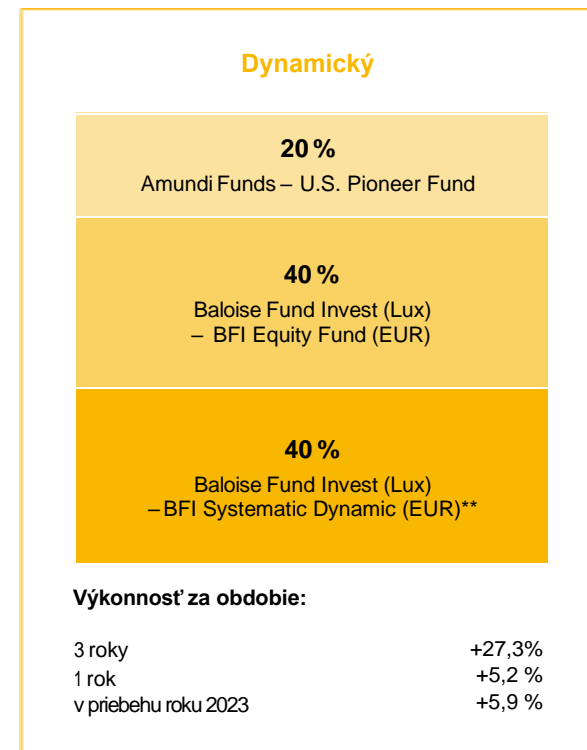 Dynamický
20 %
Amundi Funds – U.S. Pioneer Fund
40 %
Baloise Fund Invest (Lux)
– BFI Equity Fund (EUR)
40 %
Baloise Fund Invest (Lux)
– BFI Systematic Dynamic (EUR)**
Výkonnosť za obdobie:
3 roky +27,3%
1 rok +5,2 %
v priebehu roku 2023 +5,9 %